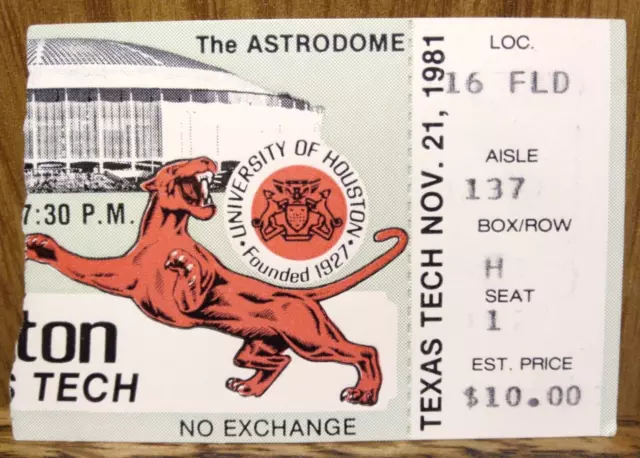 The ASTRODOME
7:30 P.M.
UNIVERSITY OF HOUSTON
• Founded 1927 •
ton
S TECH
NO EXCHANGE
TEXAS TECH NOV. 21, 1981
LOC.
16 FLD
AISLE
137
BOX/ROW
H
SEAT
1
EST. PRICE
$10.00